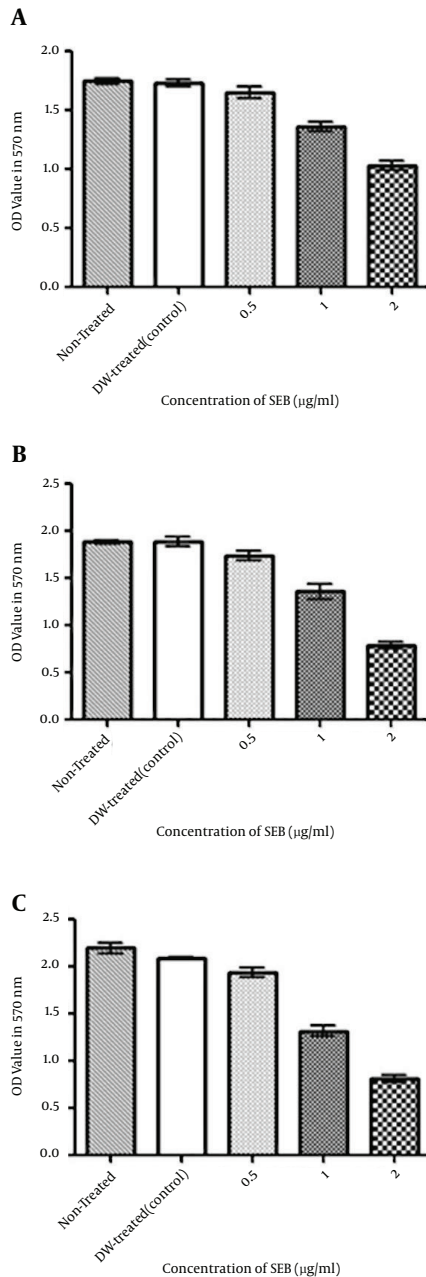 A
OD Value in 570 nm
2.0
1.5
1.0
0.5
0.0
Non-Treated
DW-treated(control)
0.5
1
2
Concentration of SEB (µg/ml)
B
OD Value in 570 nm
2.5
2.0
1.5
1.0
0.5
0.0
Non-Treated
DW-treated(control)
0.5
1
2
Concentration of SEB (µg/ml)
C
OD Value in 570 nm
2.5
2.0
1.5
1.0
0.5
0.0
Non-Treated
DW-treated(control)
0.5
1
2
Concentration of SEB (µg/ml)